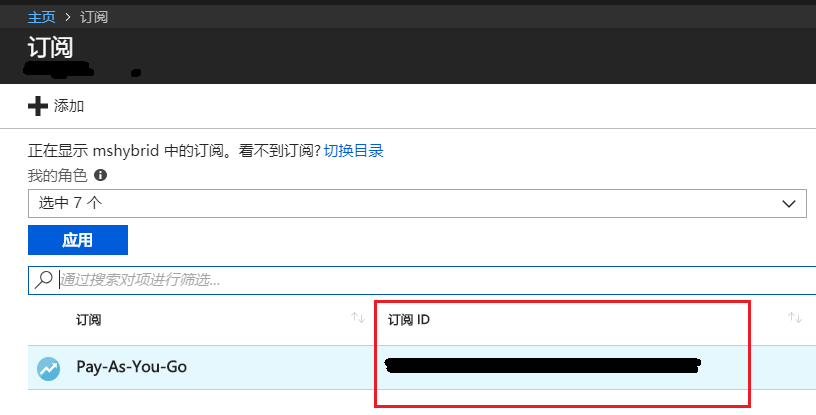 主页 > 订阅
订阅
添加
正在显示 mshybrid 中的订阅。看不到订阅? 切换目录
我的角色
选中 7 个
应用
通过搜索对项进行筛选...
订阅 订阅 ID
Pay-As-You-Go